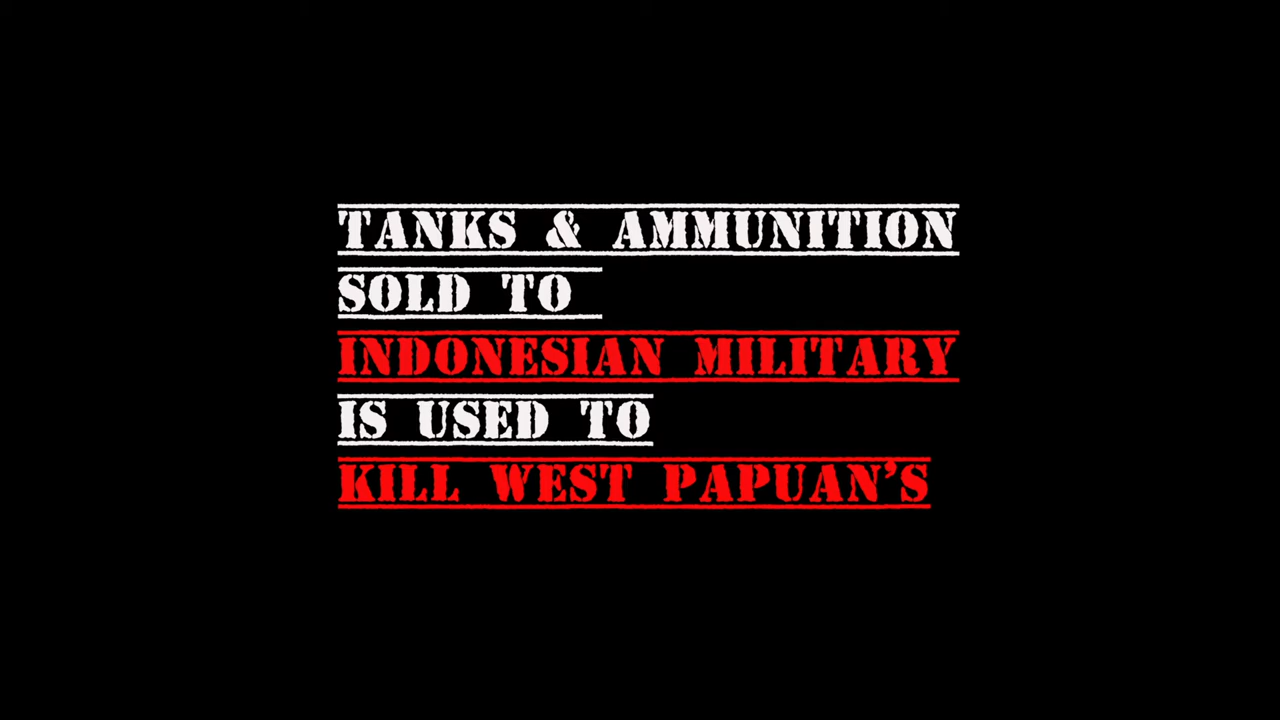 TANKS & AMMUNITION
SOLD TO
INDONESIAN MILITARY
IS USED TO
KILL WEST PAPUAN'S